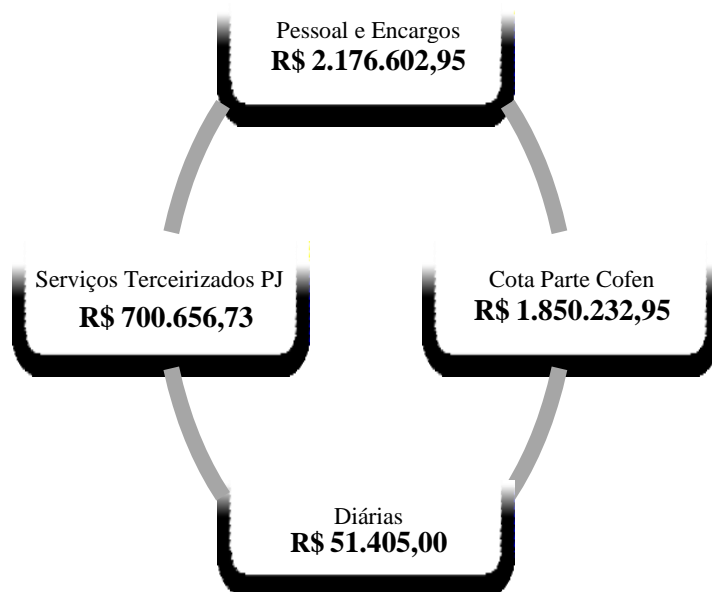 Pessoal e Encargos
R$ 2.176.602,95
Serviços Terceirizados PJ
R$ 700.656,73
Cota Parte Cofen
R$ 1.850.232,95
Diárias
R$ 51.405,00